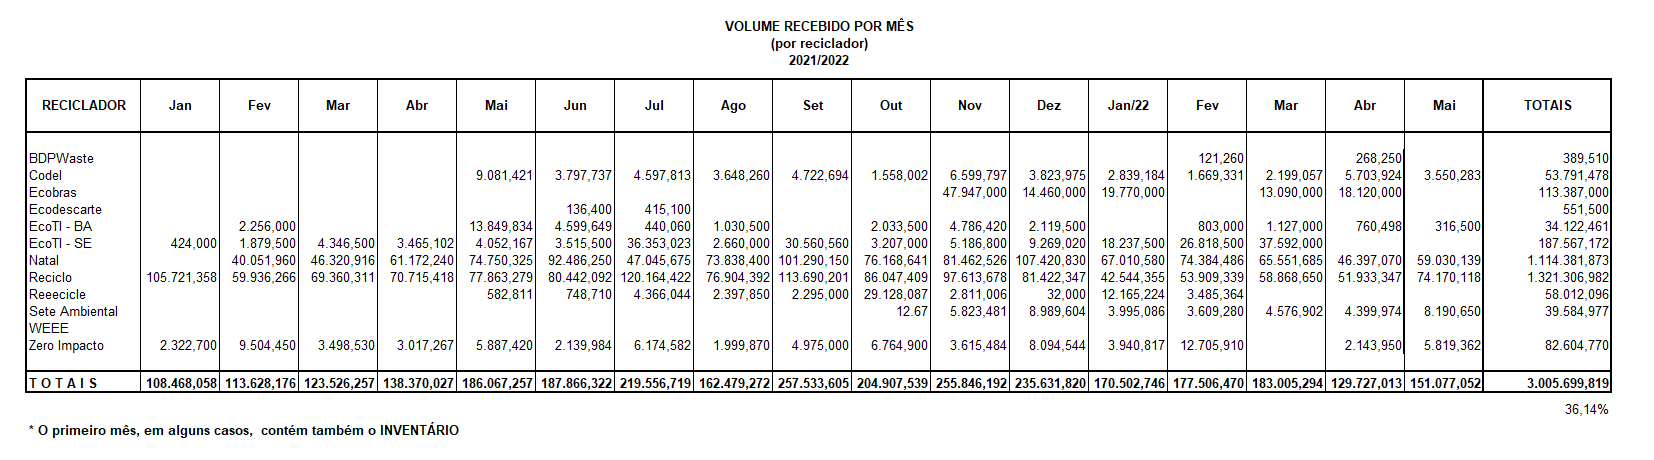 VOLUME RECEBIDO POR MÊS
(por reciclador)
2021/2022
RECICLADOR Jan Fev Mar Abr Mai Jun Jul Ago Set Out Nov Dez Jan/22 Fev Mar Abr Mai TOTAIS
BDPWaste 121,260 268,250 389,510
Codel 9.081,421 3.797,737 4.597,813 3.648,260 4.722,694 1.558,002 6.599,797 3.823,975 2.839,184 1.669,331 2.199,057 5.703,924 3.550,283 53.791,478
Ecobras 47.947,000 14.460,000 19.770,000 13.090,000 18.120,000 113.387,000
Ecodescarte 136,400 415,100 551,500
EcoTI - BA 2.256,000 13.849,834 4.599,649 440,060 1.030,500 2.033,500 4.786,420 2.119,500 803,000 1.127,000 760,498 316,500 34.122,461
EcoTI - SE 424,000 1.879,500 4.346,500 3.465,102 4.052,167 3.515,500 36.353,023 2.660,000 30.560,560 3.207,000 5.186,800 9.269,020 18.237,500 26.818,500 37.592,000 187.567,172
Natal 40.051,960 46.320,916 61.172,240 74.750,325 92.486,250 47.045,675 73.838,400 101.290,150 76.168,641 81.462,526 107.420,830 67.010,580 74.384,486 65.551,685 46.397,070 59.030,139 1.114.381,873
Reciclo 105.721,358 59.936,266 69.360,311 70.715,418 77.863,279 80.442,092 120.164,422 76.904,392 113.690,201 86.047,409 97.613,678 81.422,347 42.544,355 53.909,339 58.868,650 51.933,347 74.170,118 1.321.306,982
Reeecicle 582,811 748,710 4.366,044 2.397,850 2.295,000 29.128,087 2.811,006 32,000 12.165,224 3.485,364 58.012,096
Sete Ambiental 12.67 5.823,481 8.989,604 3.995,086 3.609,280 4.576,902 4.399,974 8.190,650 39.584,977
WEEE
Zero Impacto 2.322,700 9.504,450 3.498,530 3.017,267 5.887,420 2.139,984 6.174,582 1.999,870 4.975,000 6.764,900 3.615,484 8.094,544 3.940,817 12.705,910 2.143,950 5.819,362 82.604,770
T O T A I S 108.468,058 113.628,176 123.526,257 138.370,027 186.067,257 187.866,322 219.556,719 162.479,272 257.533,605 204.907,539 255.846,192 235.631,820 170.502,746 177.506,470 183.005,294 129.727,013 151.077,052 3.005.699,819
36,14%
* O primeiro mês, em alguns casos, contém também o INVENTÁRIO